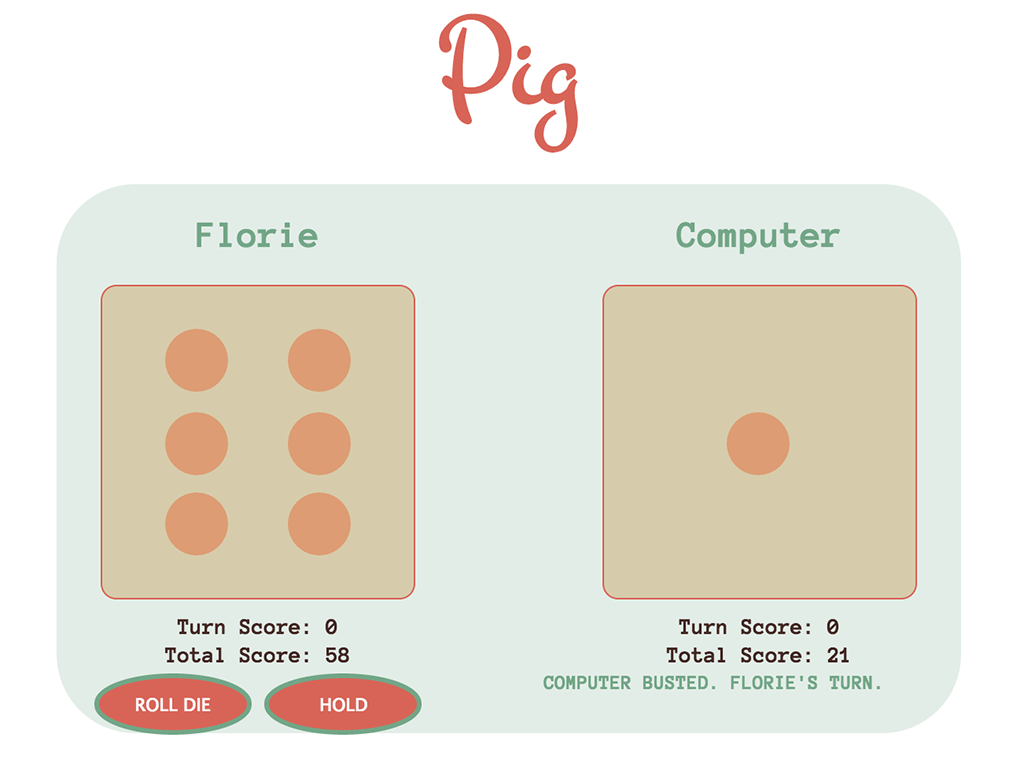 Pig
Florie
Computer
Turn Score: 0
Total Score: 58
ROLL DIE
HOLD
Turn Score: 0
Total Score: 21
COMPUTER BUSTED. FLORIE'S TURN.